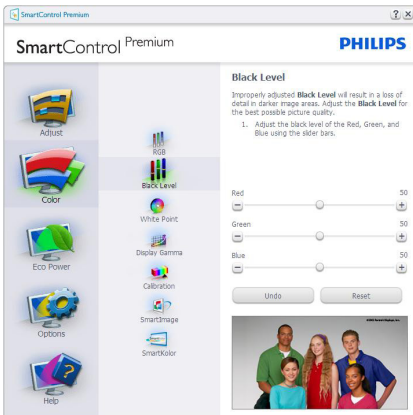 SmartControl Premium
SmartControl Premium
PHILIPS
Adjust
Color
Eco Power
Options
Help
RGB
Black Level
White Point
Display Gamma
Calibration
SmartImage
SmartKolor
Black Level
Improperly adjusted Black Level will result in a loss of
detail in darker image areas. Adjust the Black Level for
the best possible picture quality.
1. Adjust the black level of the Red, Green, and
Blue using the slider bars.
Red 50
Green 50
Blue 50
Undo Reset